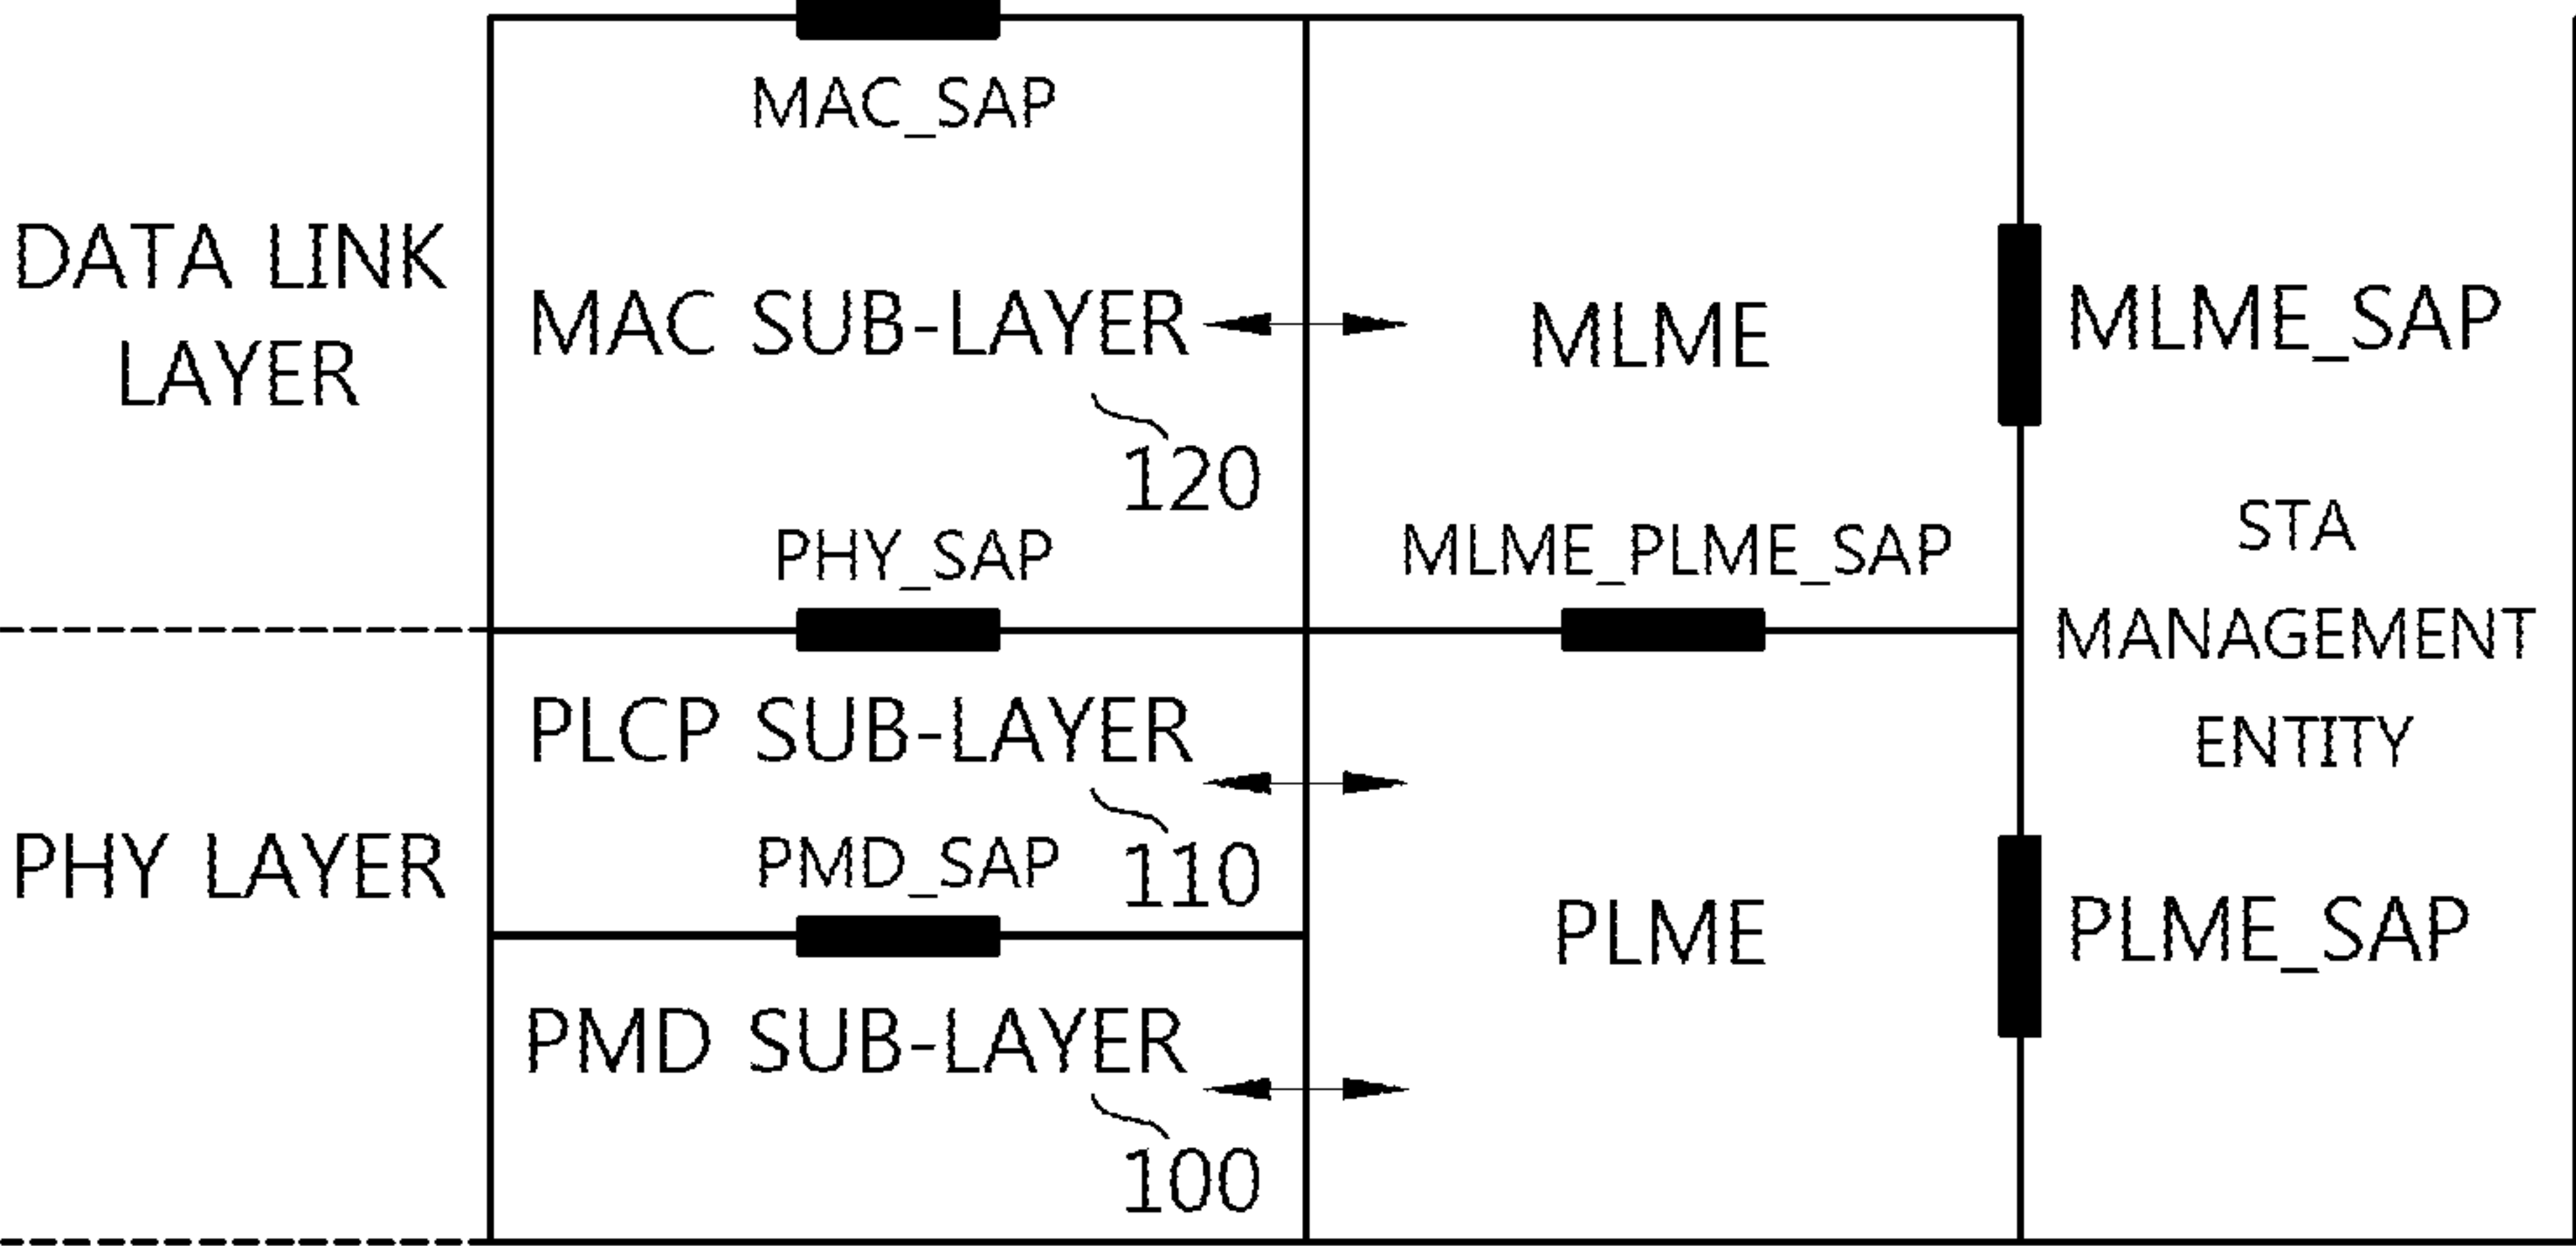 MAC_SAP
DATA LINK
LAYER
MAC SUB-LAYER
120
MLME
MLME_SAP
PHY_SAP
MLME_PLME_SAP
STA
MANAGEMENT
ENTITY
PHY LAYER
PLCP SUB-LAYER
110
PMD_SAP
PLME
PLME_SAP
PMD SUB-LAYER
100